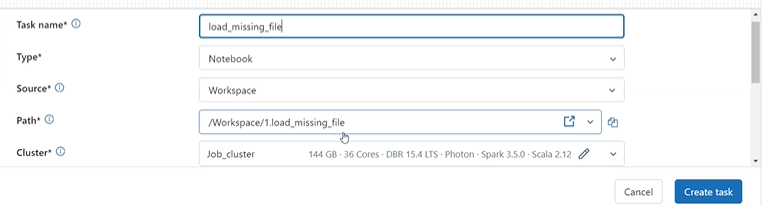 Task name* load_missing_file
Type* Notebook
Source* Workspace
Path* /Workspace/1.load_missing_file
Cluster* Job_cluster 144 GB · 36 Cores · DBR 15.4 LTS · Photon · Spark 3.5.0 · Scala 2.12
Cancel Create task